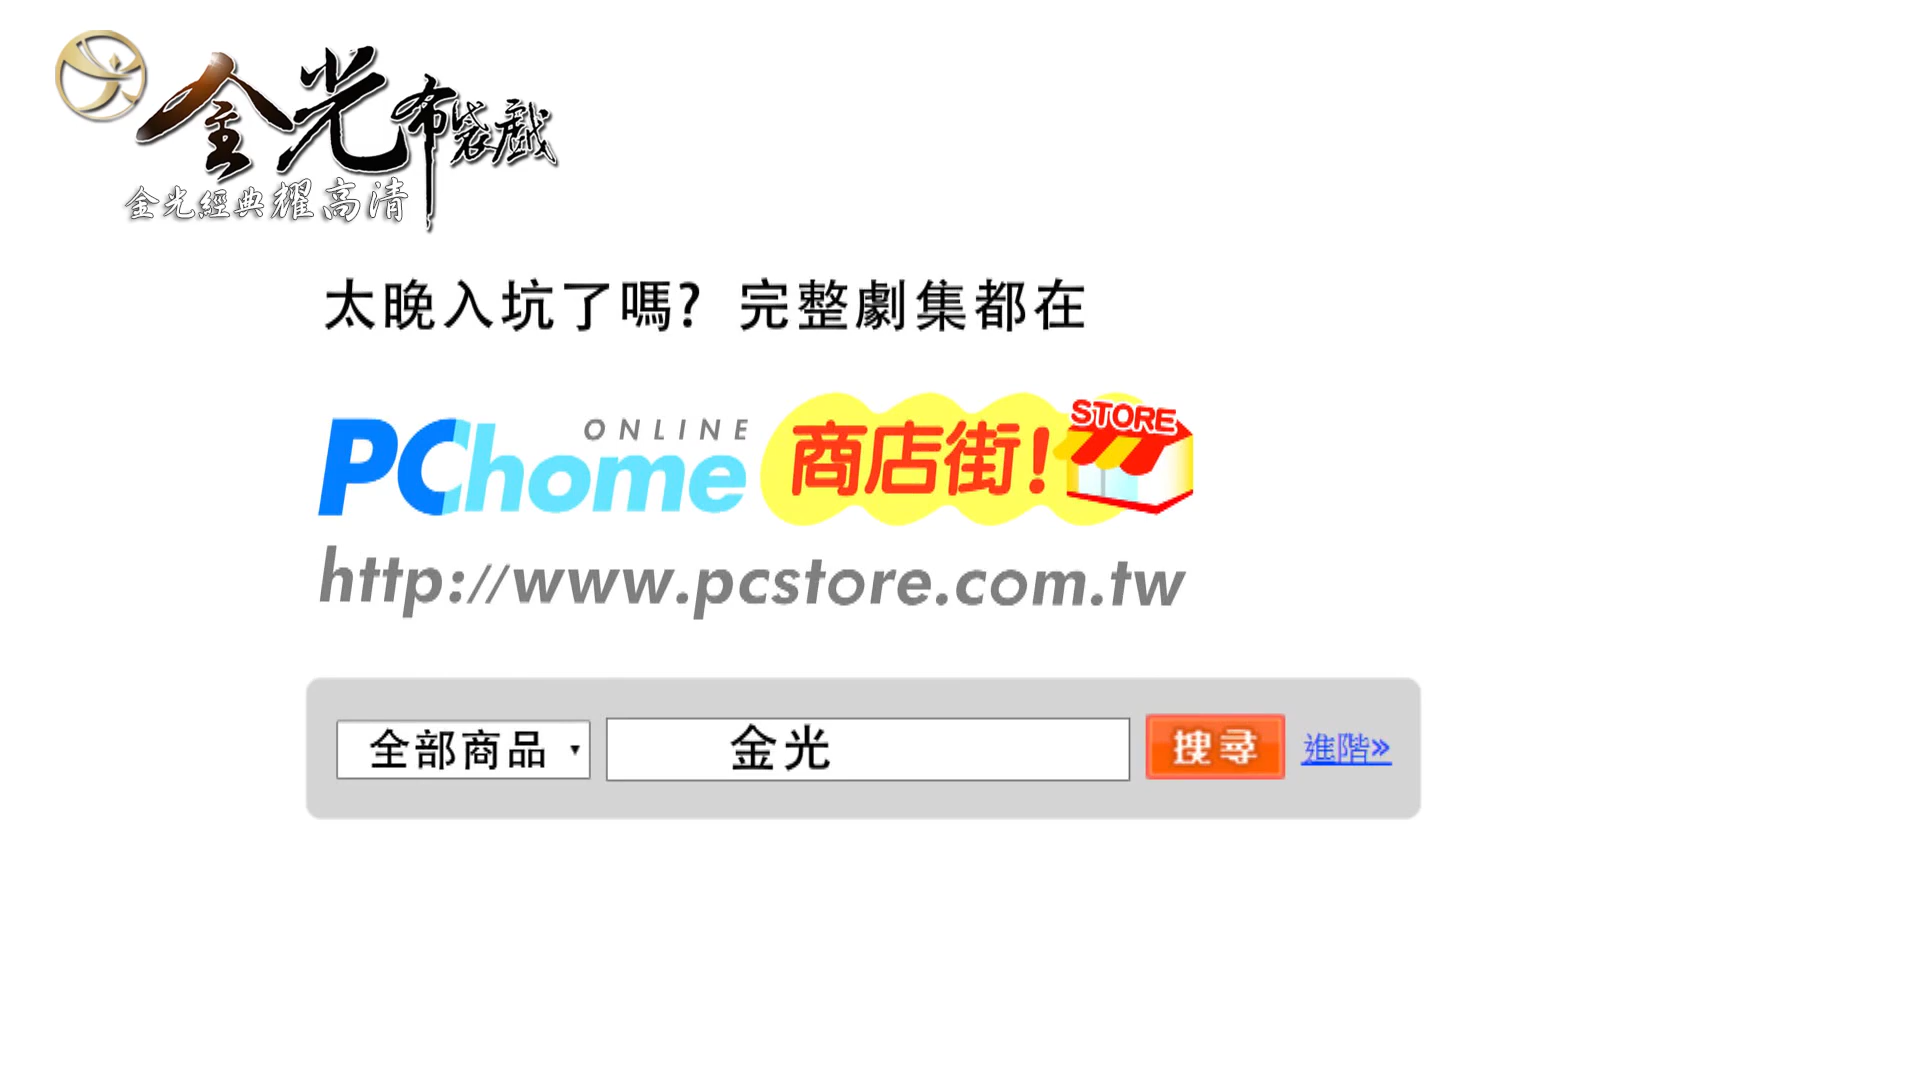 金光布袋戲
金光經典耀高清
太晚入坑了嗎? 完整劇集都在
PChome ONLINE 商店街! STORE
http://www.pcstore.com.tw
全部商品 金光 搜尋 進階»